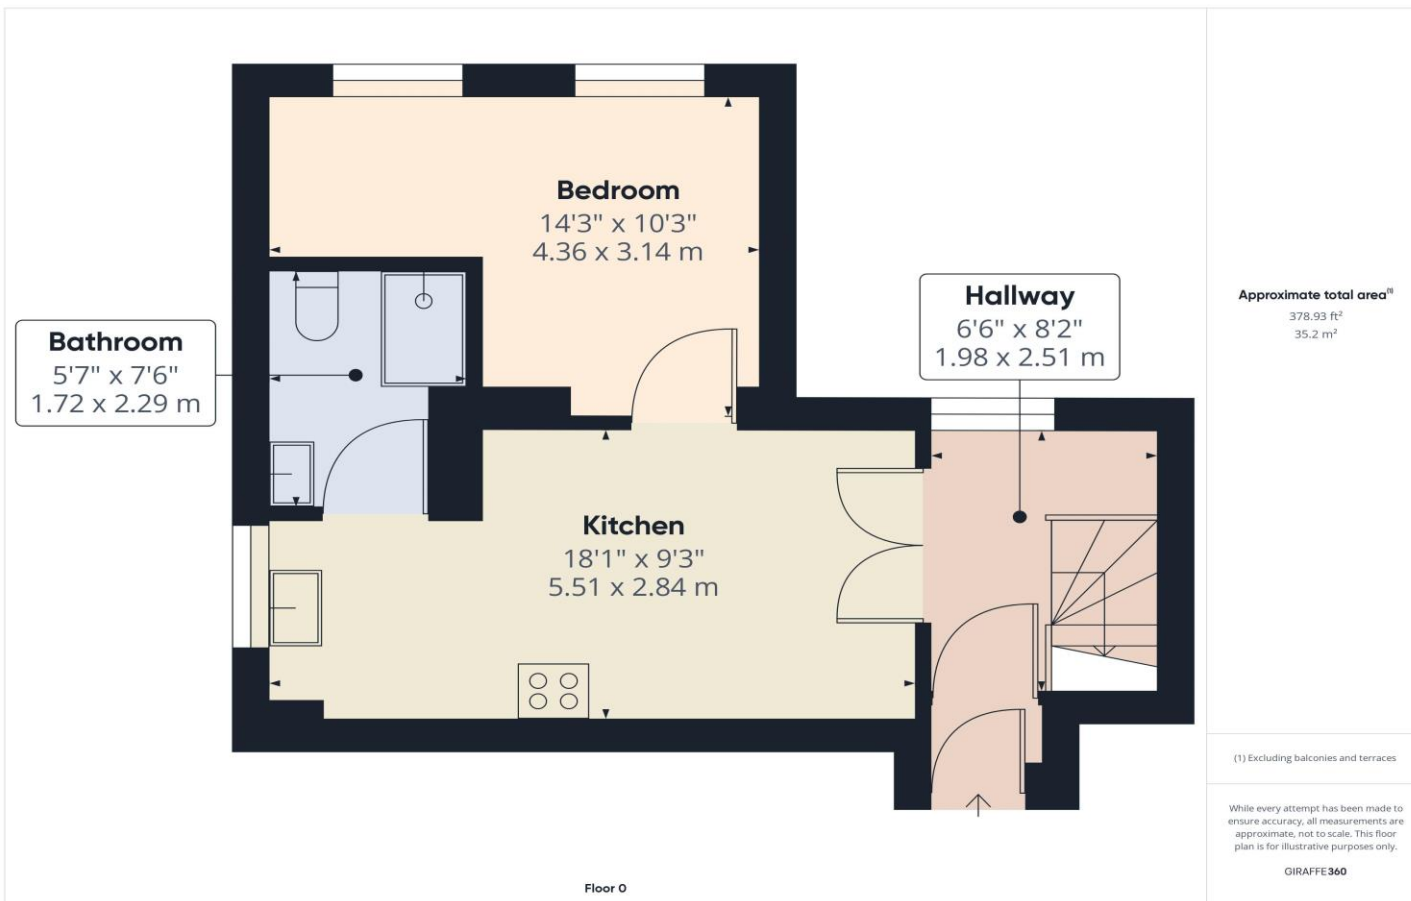 Bedroom
14'3" x 10'3"
4.36 x 3.14 m
Hallway
6'6" x 8'2"
1.98 x 2.51 m
Bathroom
5'7" x 7'6"
1.72 x 2.29 m
Kitchen
18'1" x 9'3"
5.51 x 2.84 m
Floor 0
Approximate total area⁽¹⁾
378.93 ft²
35.2 m²
(1) Excluding balconies and terraces
While every attempt has been made to
ensure accuracy, all measurements are
approximate, not to scale. This floor
plan is for illustrative purposes only.
GIRAFFE360